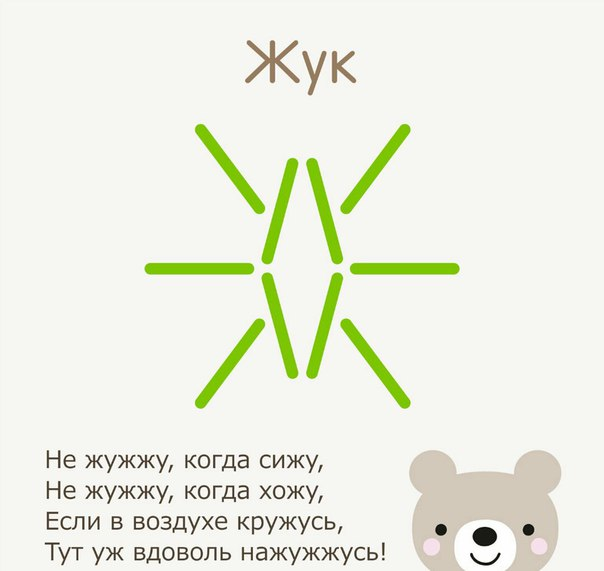 Жук
Не жужжу, когда сижу,
Не жужжу, когда хожу,
Если в воздухе кружусь,
Тут уж вдоволь нажужжусь!